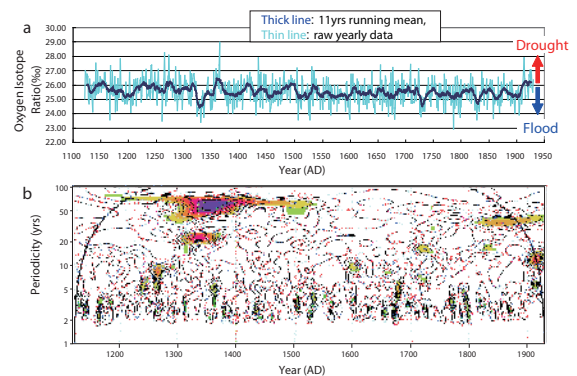 Thick line: 11yrs running mean,
Thin line: raw yearly data
a
30.00
29.00
28.00
27.00
26.00
25.00
24.00
23.00
22.00
Oxygen Isotope
Ratio(‰)
Drought
Flood
1100 1150 1200 1250 1300 1350 1400 1450 1500 1550 1600 1650 1700 1750 1800 1850 1900 1950
Year (AD)
b
100
50
20
10
5
2
1
Periodicity (yrs)
1200 1300 1400 1500 1600 1700 1800 1900
Year (AD)